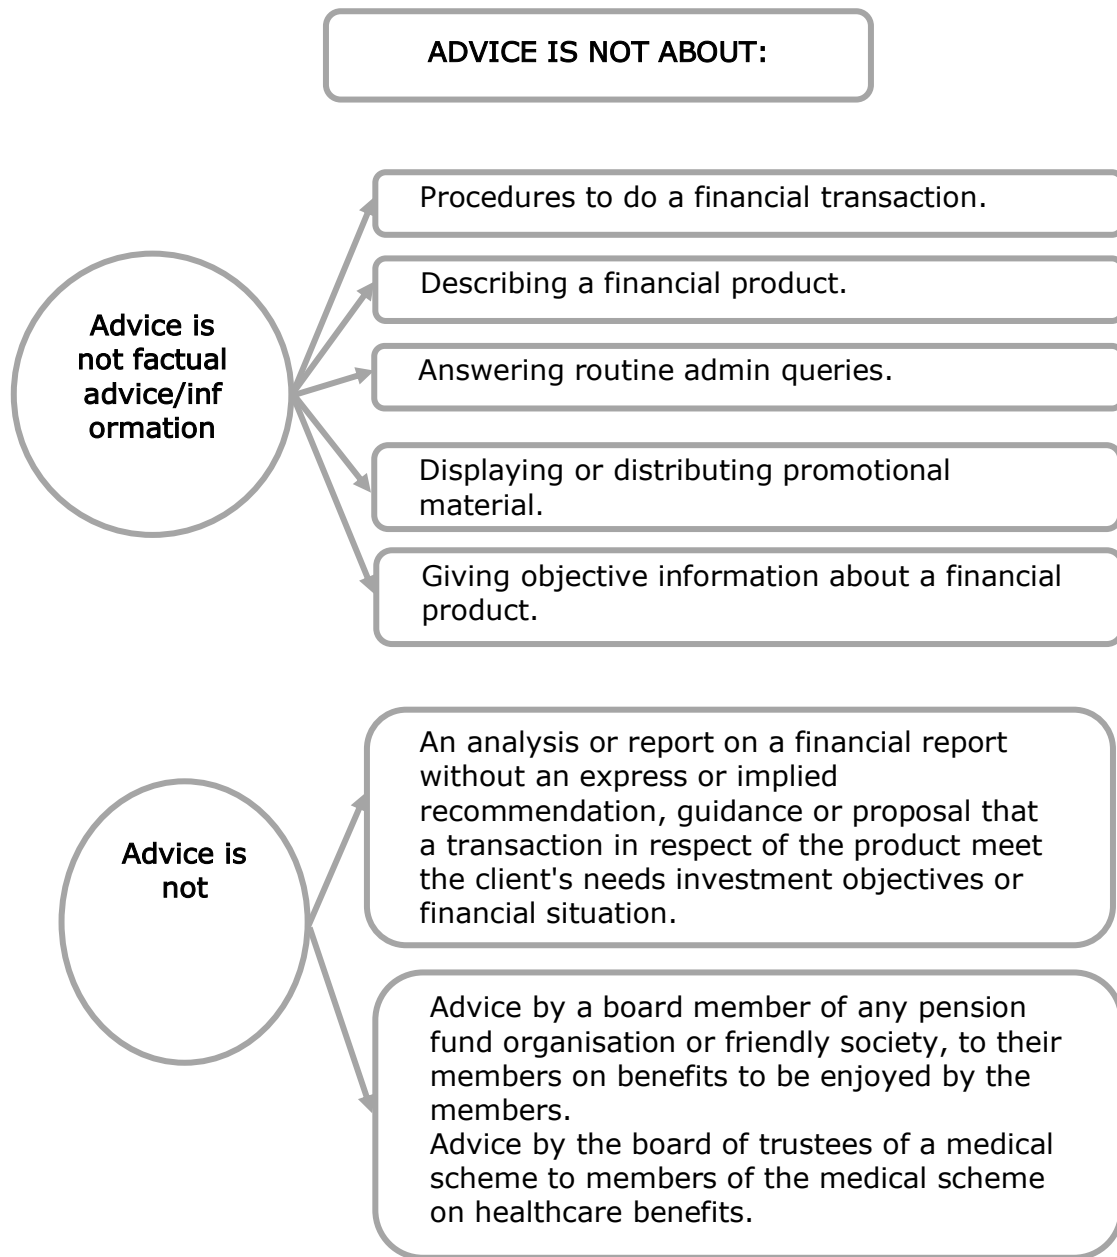 ADVICE IS NOT ABOUT:
Procedures to do a financial transaction.
Describing a financial product.
Advice is
not factual
advice/inf
ormation
Answering routine admin queries.
Displaying or distributing promotional
material.
Giving objective information about a financial
product.
An analysis or report on a financial report
without an express or implied
recommendation, guidance or proposal that
a transaction in respect of the product meet
the client's needs investment objectives or
financial situation.
Advice is
not
Advice by a board member of any pension
fund organisation or friendly society, to their
members on benefits to be enjoyed by the
members.
Advice by the board of trustees of a medical
scheme to members of the medical scheme
on healthcare benefits.